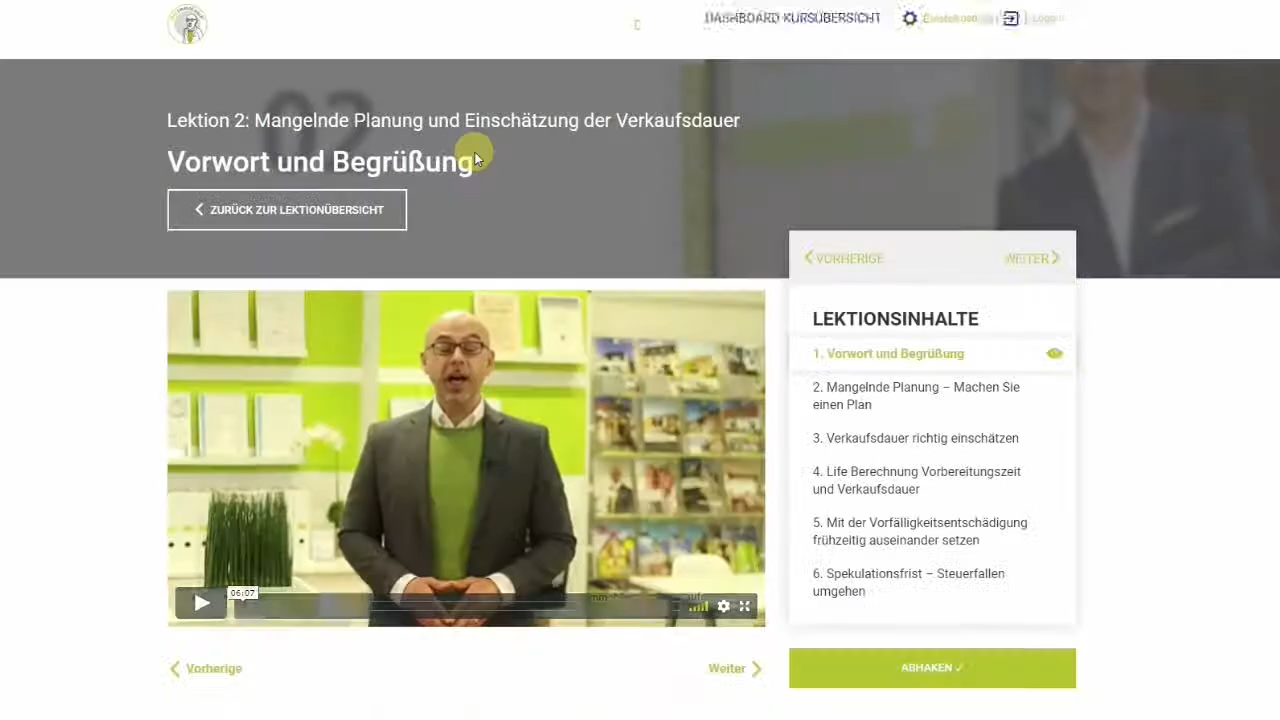 DASHBOARD KURSÜBERSICHT
Lektion 2: Mangelnde Planung und Einschätzung der Verkaufsdauer
Vorwort und Begrüßung
ZURÜCK ZUR LEKTIONÜBERSICHT
VORHERIGE
WEITER
LEKTIONSINHALTE
1. Vorwort und Begrüßung
2. Mangelnde Planung – Machen Sie
einen Plan
3. Verkaufsdauer richtig einschätzen
4. Life Berechnung Vorbereitungszeit
und Verkaufsdauer
5. Mit der Vorfälligkeitsentschädigung
frühzeitig auseinander setzen
6. Spekulationsfrist – Steuerfallen
umgehen
06:07
Vorherige
Weiter
ABHAKEN ✓